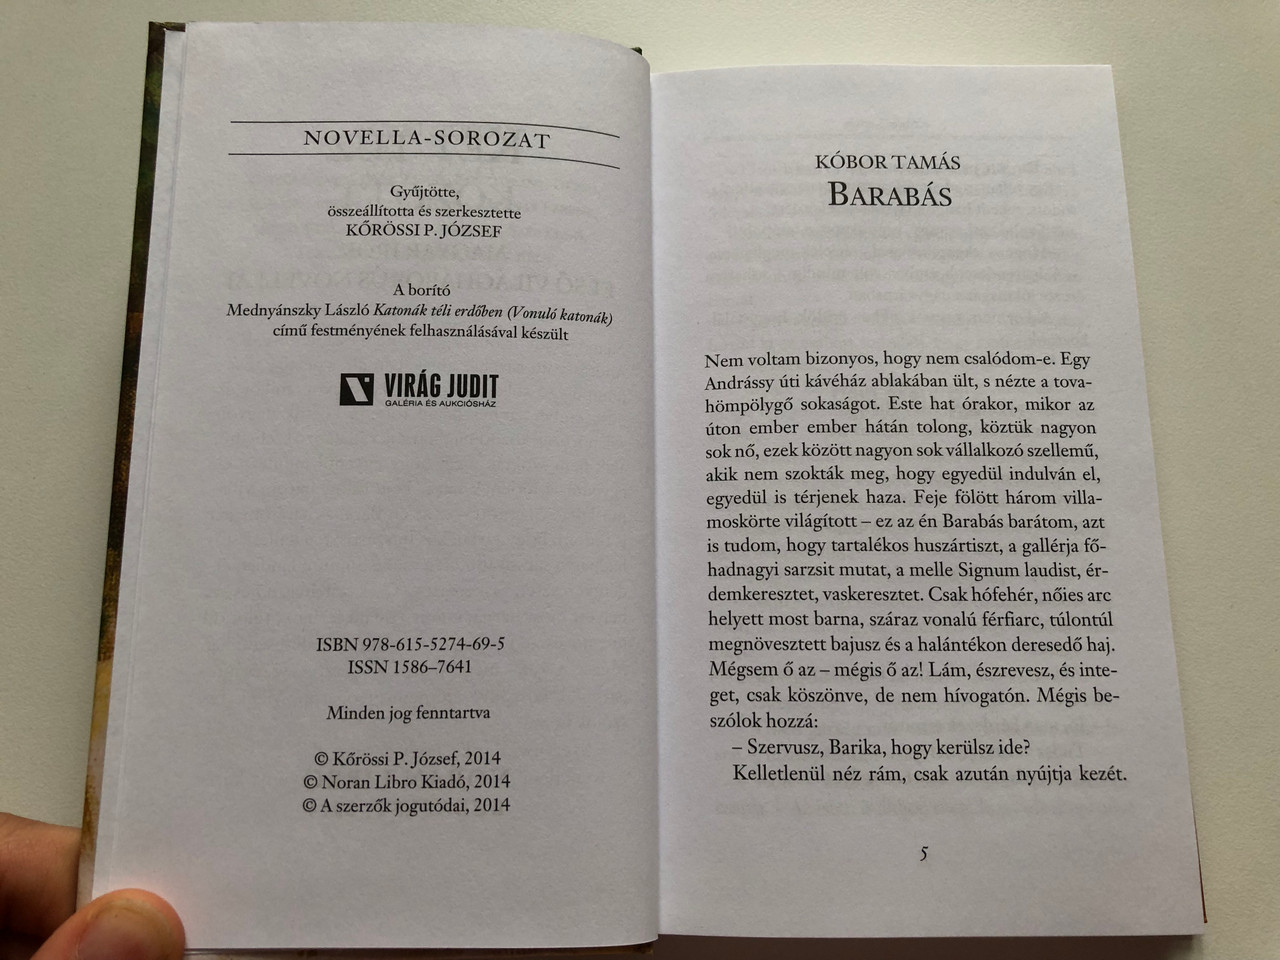 NOVELLA-SOROZAT
Gyűjtötte,
összeállította és szerkesztette
KŐRÖSSI P. JÓZSEF
A borító
Mednyánszky László Katonák téli erdőben (Vonuló katonák)
című festményének felhasználásával készült
VIRÁG JUDIT
GALÉRIA ÉS AUKCIÓSHÁZ
ISBN 978-615-5274-69-5
ISSN 1586–7641
Minden jog fenntartva
© Kőrössi P. József, 2014
© Noran Libro Kiadó, 2014
© A szerzők jogutódai, 2014
KÓBOR TAMÁS
BARABÁS
Nem voltam bizonyos, hogy nem csalódom-e. Egy
Andrássy úti kávéház ablakában ült, s nézte a tova-
hömpölygő sokaságot. Este hat órakor, mikor az
úton ember ember hátán tolong, köztük nagyon
sok nő, ezek között nagyon sok vállalkozó szellemű,
akik nem szokták meg, hogy egyedül indulván el,
egyedül is térjenek haza. Feje fölött három villa-
moskörte világított – ez az én Barabás barátom, azt
is tudom, hogy tartalékos huszártiszt, a gallérja fő-
hadnagyi sarzsit mutat, a melle Signum laudist, ér-
demkeresztet, vaskeresztet. Csak hófehér, nőies arc
helyett most barna, száraz vonalú férfiarc, túlontúl
megnövesztett bajusz és a halántékon deresedő haj.
Mégsem ő az – mégis ő az! Lám, észrevesz, és inte-
get, csak köszönve, de nem hívogatón. Mégis be-
szólok hozzá:
– Szervusz, Barika, hogy kerülsz ide?
Kelletlenül néz rám, csak azután nyújtja kezét.
5